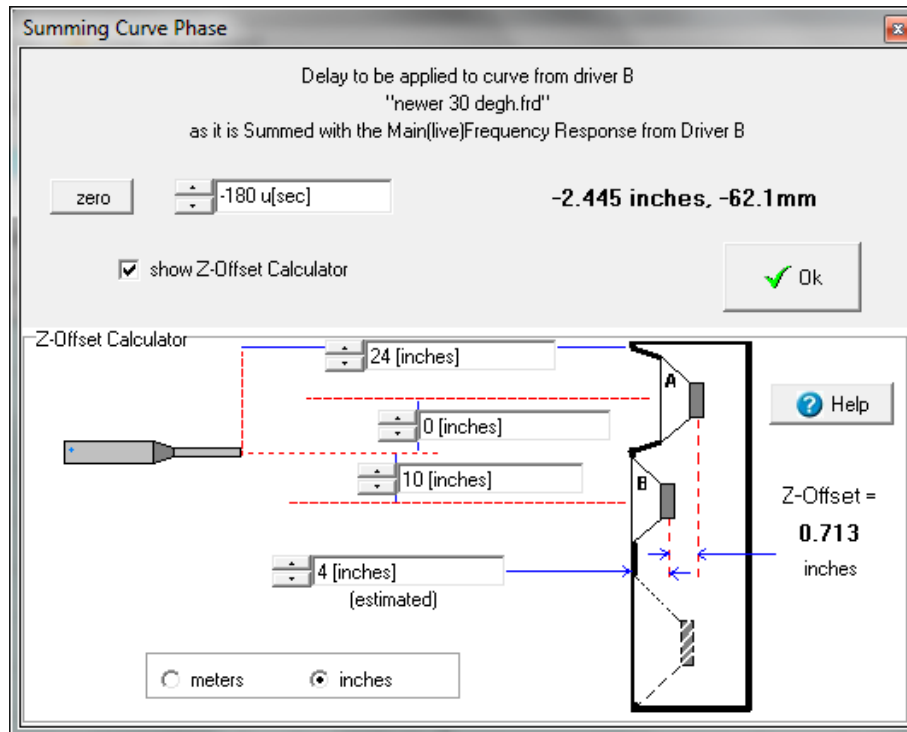 Summing Curve Phase
Delay to be applied to curve from driver B
"newer 30 degh.frd"
as it is Summed with the Main(live)Frequency Response from Driver B
zero
-180 u[sec]
-2.445 inches, -62.1mm
show Z-Offset Calculator
Ok
Z-Offset Calculator
24 [inches]
A
Help
0 [inches]
10 [inches]
B
Z-Offset =
0.713
inches
4 [inches]
(estimated)
meters
inches